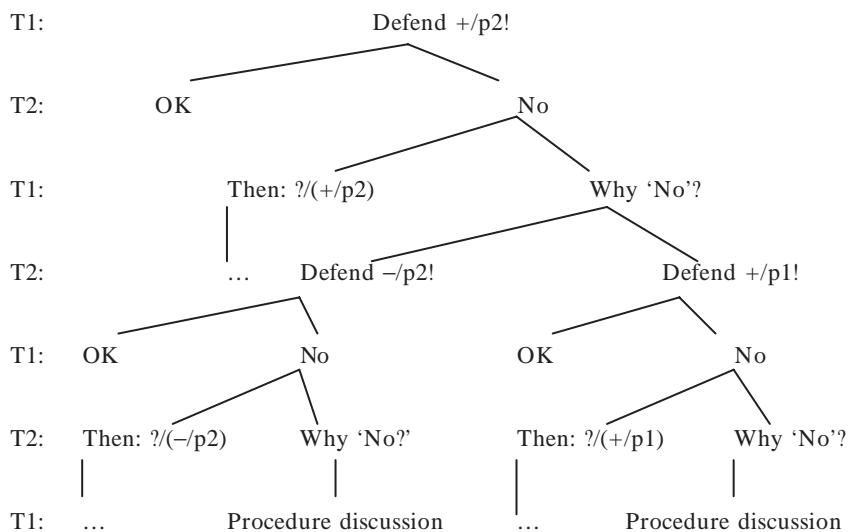 T1: Defend +/p2!
T2: OK No
T1: Then: ?/(+/p2) Why ‘No’?
T2: … Defend –/p2! Defend +/p1!
T1: OK No OK No
T2: Then: ?/(–/p2) Why ‘No?’ Then: ?/(+/p1) Why ‘No’?
T1: … Procedure discussion … Procedure discussion